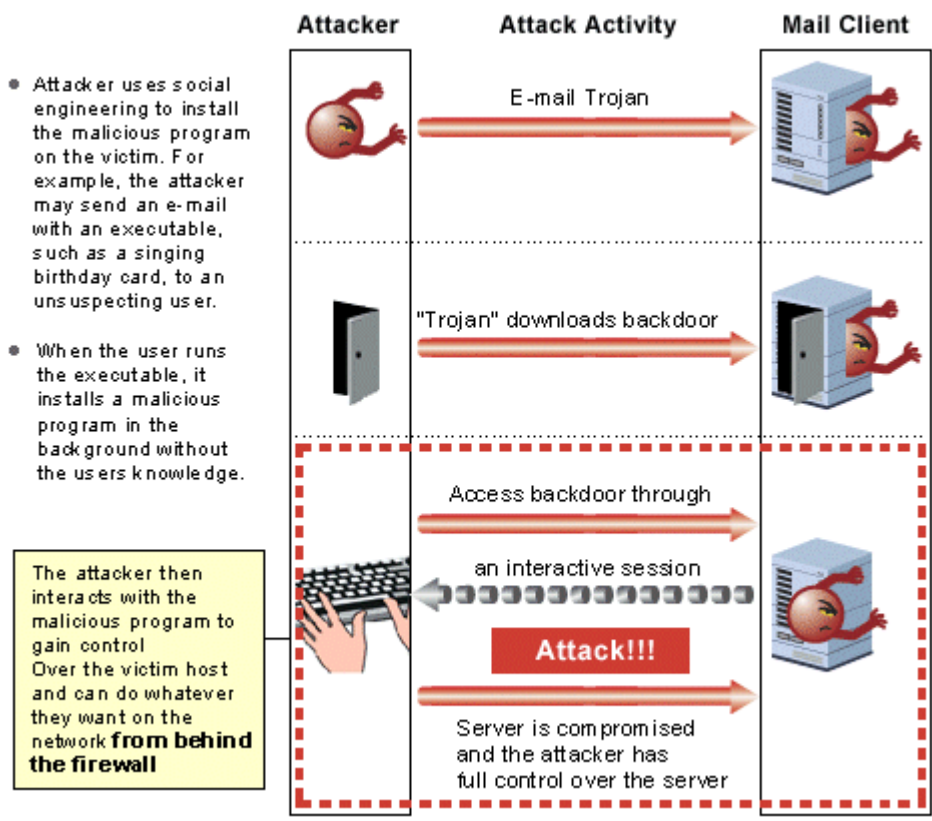 Attacker
Attack Activity
Mail Client
Attacker uses social
engineering to install
the malicious program
on the victim. For
example, the attacker
may send an e-mail
with an executable,
such as a singing
birthday card, to an
unsuspecting user.
When the user runs
the executable, it
installs a malicious
program in the
background without
the users knowledge.
The attacker then
interacts with the
malicious program to
gain control
Over the victim host
and can do whatever
they want on the
network from behind
the firewall
E-mail Trojan
"Trojan" downloads backdoor
Access backdoor through
an interactive session
Attack!!!
Server is compromised
and the attacker has
full control over the server